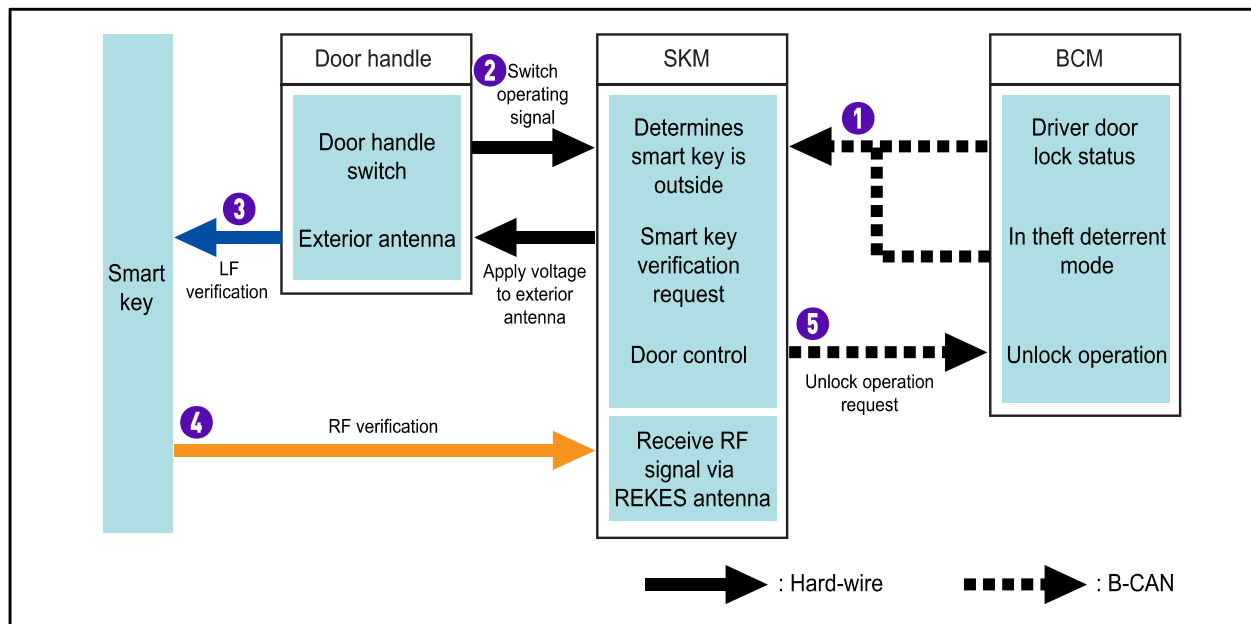 Door handle
SKM
BCM
2
Switch
operating
signal
1
Door handle
switch
Determines
smart key is
outside
Driver door
lock status
3
Exterior antenna
Smart key
verification
request
In theft deterrent
mode
Smart
key
LF
verification
Apply voltage
to exterior
antenna
5
Door control
Unlock operation
Unlock operation
request
4
RF verification
Receive RF
signal via
REKES antenna
: Hard-wire
: B-CAN